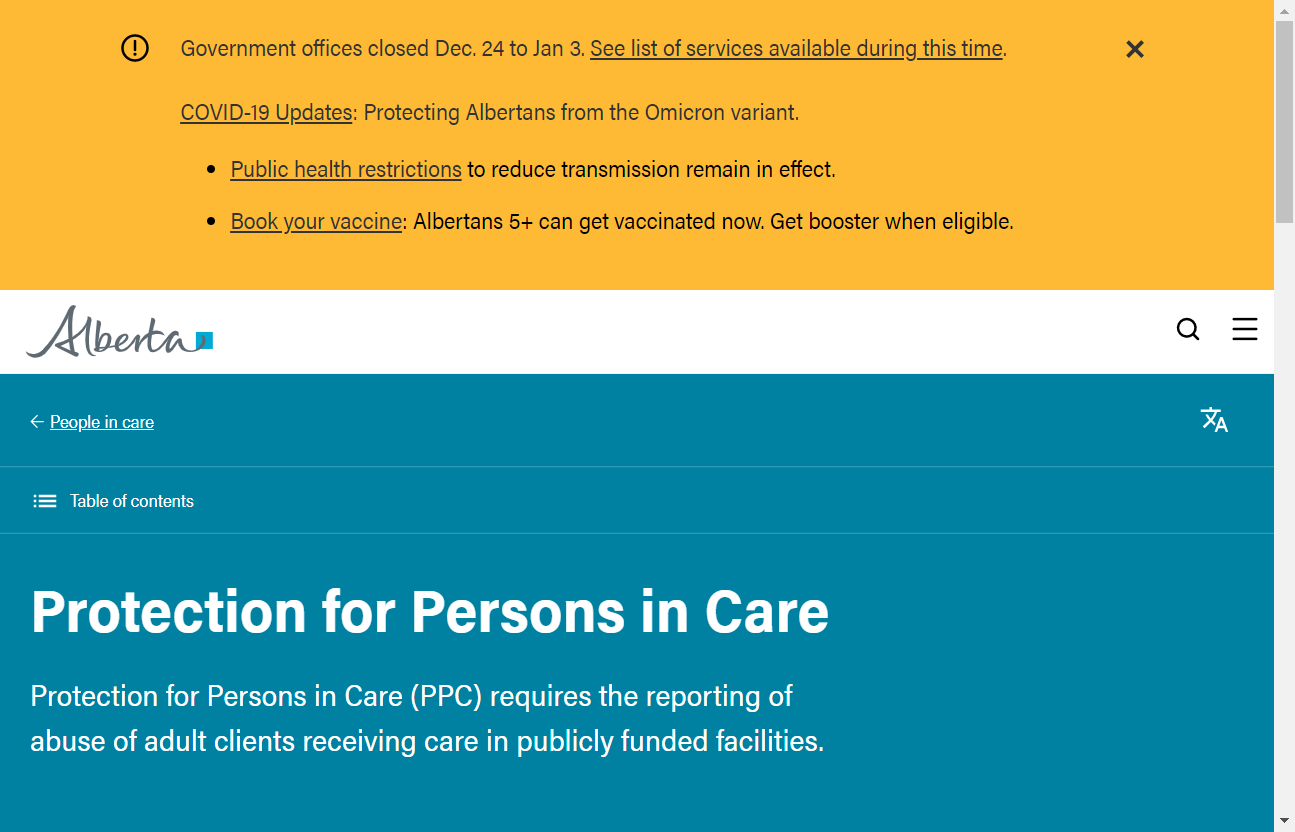 Government offices closed Dec. 24 to Jan 3. See list of services available during this time.
COVID-19 Updates: Protecting Albertans from the Omicron variant.
Public health restrictions to reduce transmission remain in effect.
Book your vaccine: Albertans 5+ can get vaccinated now. Get booster when eligible.
Alberta
People in care
Table of contents
Protection for Persons in Care
Protection for Persons in Care (PPC) requires the reporting of
abuse of adult clients receiving care in publicly funded facilities.